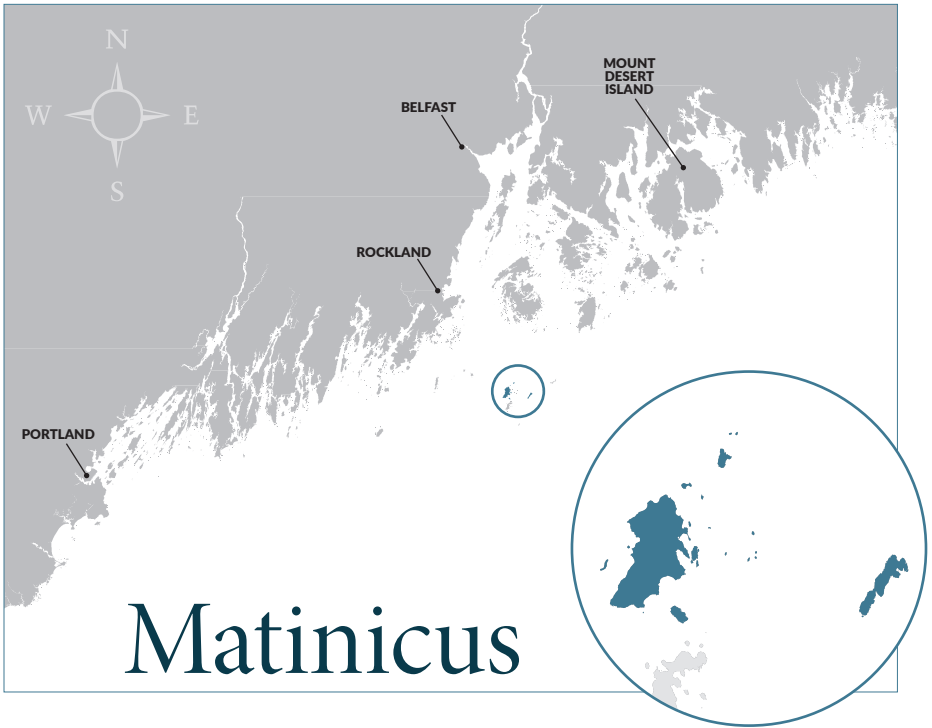 N
W E
S
MOUNT
DESERT
ISLAND
BELFAST
ROCKLAND
PORTLAND
Matinicus